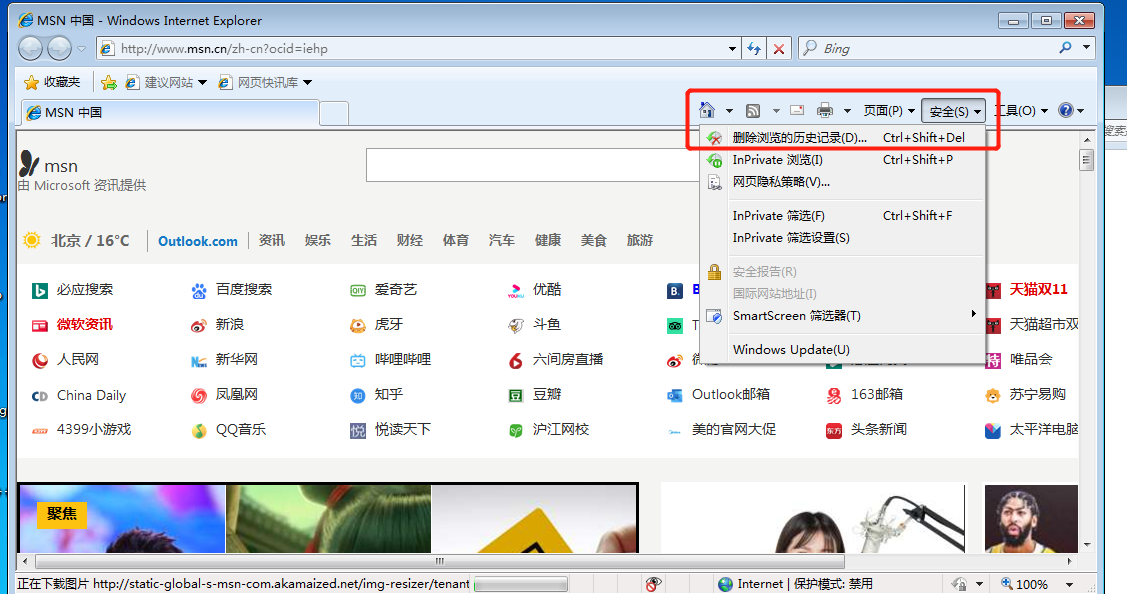 MSN 中国 - Windows Internet Explorer
http://www.msn.cn/zh-cn?ocid=iehp
Bing
收藏夹 建议网站 网页快讯库
MSN 中国
页面(P) 安全(S) 工具(O)
删除浏览的历史记录(D)... Ctrl+Shift+Del
InPrivate 浏览(I) Ctrl+Shift+P
网页隐私策略(V)...
InPrivate 筛选(F) Ctrl+Shift+F
InPrivate 筛选设置(S)
安全报告(R)
国际网站地址(I)
SmartScreen 筛选器(T)
Windows Update(U)
msn
由 Microsoft 资讯提供
北京 / 16°C Outlook.com 资讯 娱乐 生活 财经 体育 汽车 健康 美食 旅游
必应搜索 百度搜索 爱奇艺 优酷 天猫双11
微软资讯 新浪 虎牙 斗鱼 天猫超市双
人民网 新华网 哔哩哔哩 六间房直播 唯品会
China Daily 凤凰网 知乎 豆瓣 Outlook邮箱 163邮箱 苏宁易购
4399小游戏 QQ音乐 悦读天下 沪江网校 美的官网大促 头条新闻 太平洋电脑
聚焦
正在下载图片 http://static-global-s-msn-com.akamaized.net/img-resizer/tenant
Internet | 保护模式: 禁用 100%